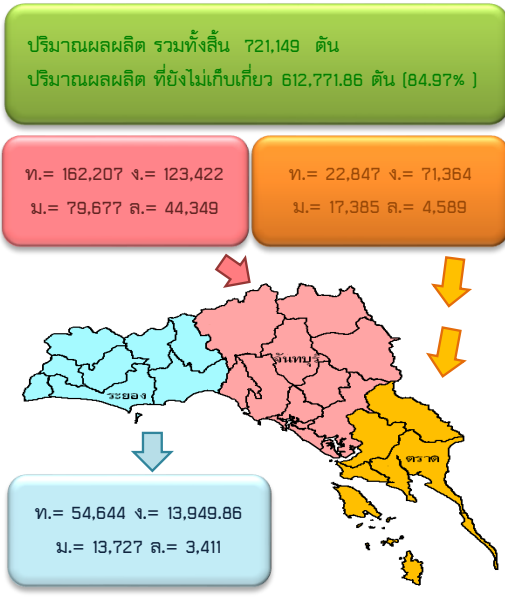 ปริมาณผลผลิต รวมทั้งสิ้น 721,149 ตัน
ปริมาณผลผลิต ที่ยังไม่เก็บเกี่ยว 612,771.86 ตัน (84.97% )
ท.= 162,207 ง.= 123,422
ม.= 79,677 ล.= 44,349
ท.= 22,847 ง.= 71,364
ม.= 17,385 ล.= 4,589
จันทบุรี
ระยอง
ตราด
ท.= 54,644 ง.= 13,949.86
ม.= 13,727 ล.= 3,411